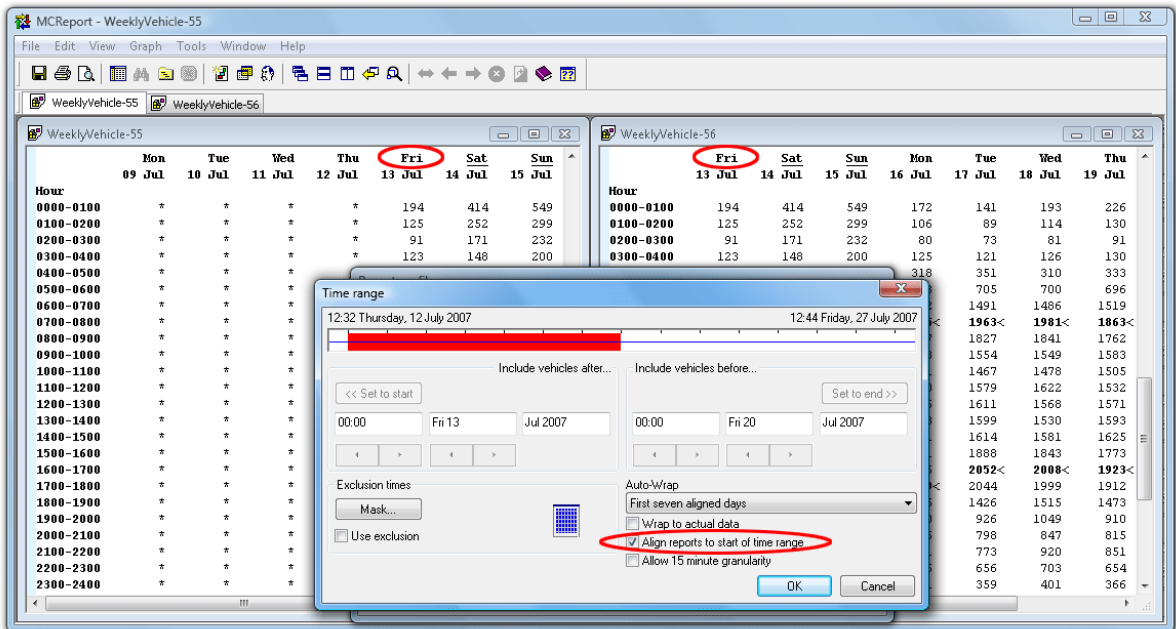 MCReport - WeeklyVehicle-55
File Edit View Graph Tools Window Help
WeeklyVehicle-55 WeeklyVehicle-56
WeeklyVehicle-55
Mon Tue Wed Thu Fri Sat Sun
09 Jul 10 Jul 11 Jul 12 Jul 13 Jul 14 Jul 15 Jul
Hour
0000-0100 * * * * 194 414 549
0100-0200 * * * * 125 252 299
0200-0300 * * * * 91 171 232
0300-0400 * * * * 123 148 200
0400-0500 * * *
0500-0600 * * *
0600-0700 * * *
0700-0800 * * *
0800-0900 * * *
0900-1000 * * *
1000-1100 * * *
1100-1200 * * *
1200-1300 * * *
1300-1400 * * *
1400-1500 * * *
1500-1600 * * *
1600-1700 * * *
1700-1800 * * *
1800-1900 * * *
1900-2000 * * *
2000-2100 * * *
2100-2200 * * *
2200-2300 * * *
2300-2400 * * *
WeeklyVehicle-56
Fri Sat Sun Mon Tue Wed Thu
13 Jul 14 Jul 15 Jul 16 Jul 17 Jul 18 Jul 19 Jul
Hour
0000-0100 194 414 549 172 141 193 226
0100-0200 125 252 299 106 89 114 130
0200-0300 91 171 232 80 73 81 91
0300-0400 123 148 200 125 121 126 130
318 351 310 333
705 700 696
1491 1486 1519
1963< 1981< 1863<
1827 1841 1762
1554 1549 1583
1467 1478 1505
1579 1622 1532
1611 1568 1571
1599 1530 1593
1614 1581 1625
1888 1843 1773
2052< 2008< 1923<
2044 1999 1912
1426 1515 1473
926 1049 910
798 847 815
773 920 851
656 703 654
359 401 366
Time range
12:32 Thursday, 12 July 2007 12:44 Friday, 27 July 2007
Include vehicles after...
<< Set to start
00:00 Fri 13 Jul 2007
Include vehicles before...
Set to end >>
00:00 Fri 20 Jul 2007
Exclusion times
Mask...
Use exclusion
Auto-Wrap
First seven aligned days
Wrap to actual data
Align reports to start of time range
Allow 15 minute granularity
OK Cancel